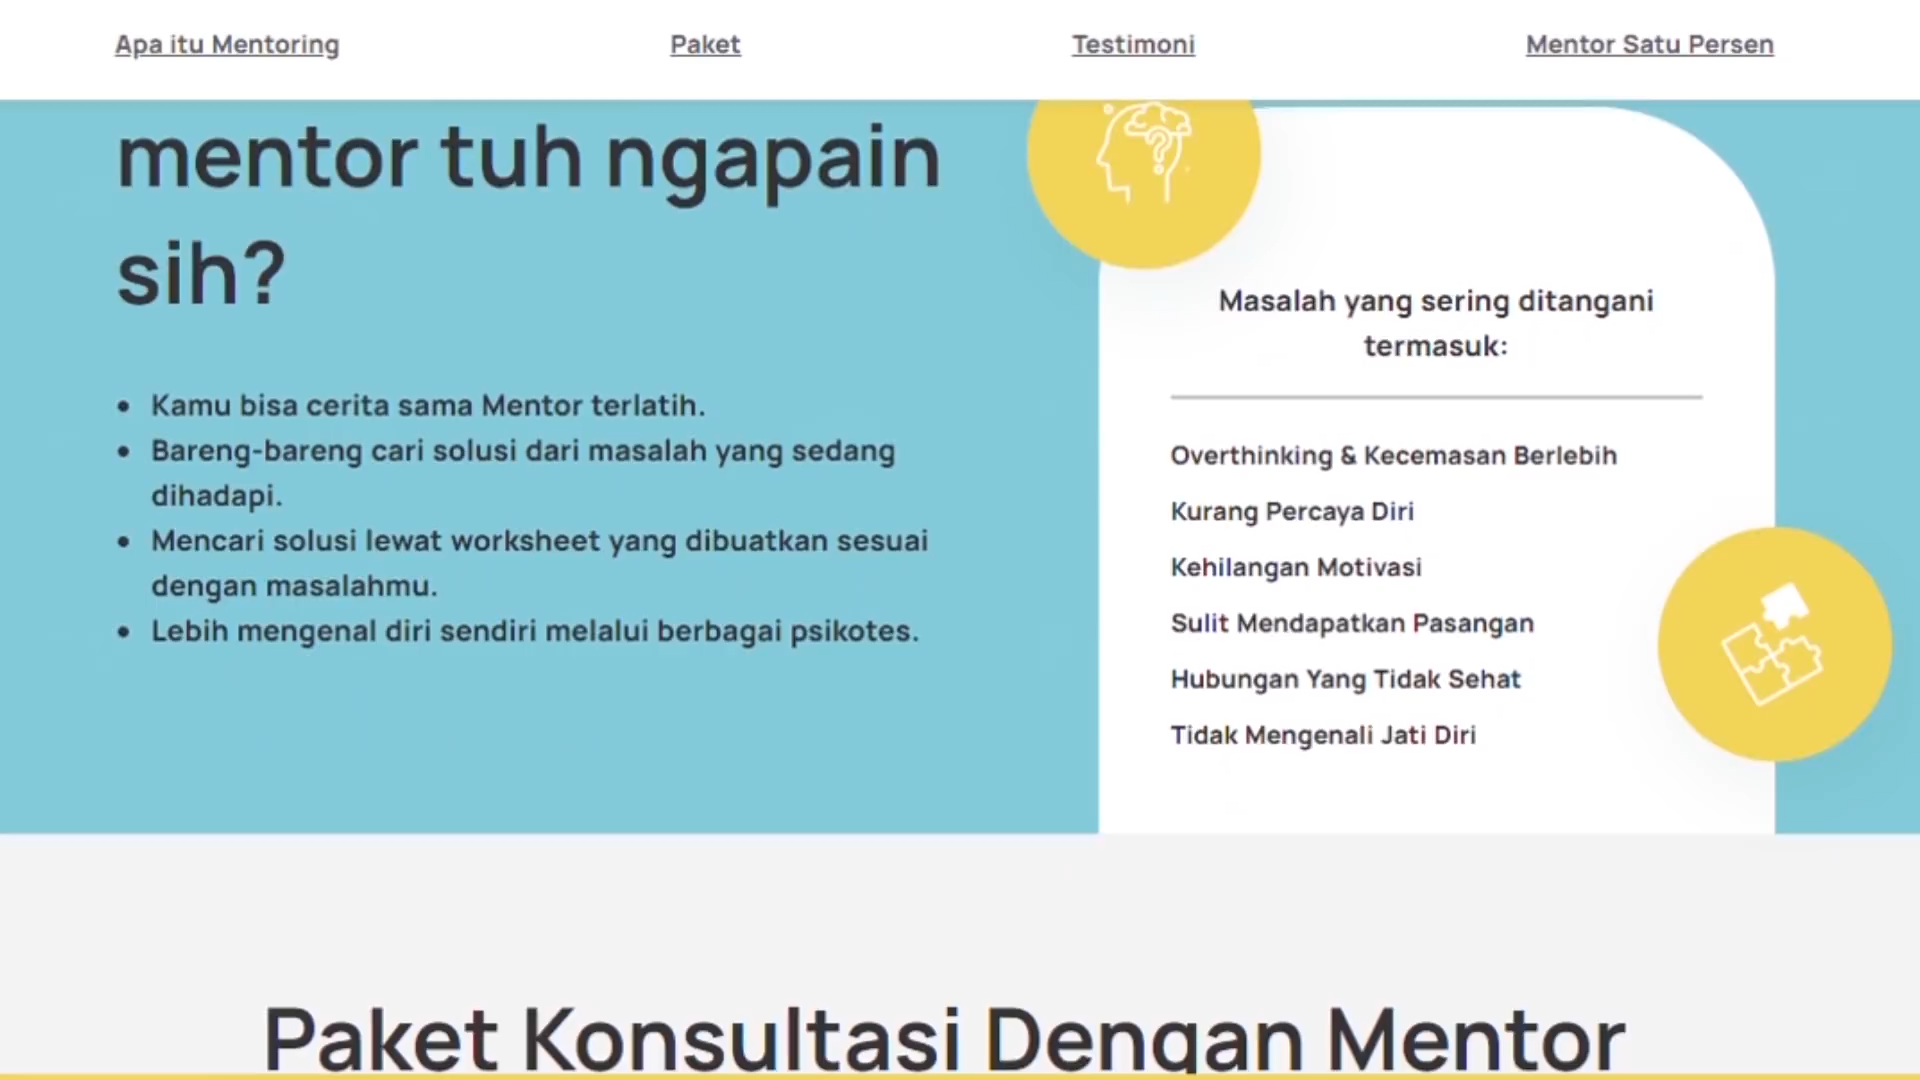 Apa itu Mentoring
Paket
Testimoni
Mentor Satu Persen
mentor tuh ngapain
sih?
• Kamu bisa cerita sama Mentor terlatih.
• Bareng-bareng cari solusi dari masalah yang sedang
dihadapi.
• Mencari solusi lewat worksheet yang dibuatkan sesuai
dengan masalahmu.
• Lebih mengenal diri sendiri melalui berbagai psikotes.
Masalah yang sering ditangani
termasuk:
Overthinking & Kecemasan Berlebih
Kurang Percaya Diri
Kehilangan Motivasi
Sulit Mendapatkan Pasangan
Hubungan Yang Tidak Sehat
Tidak Mengenali Jati Diri
Paket Konsultasi Dengan Mentor